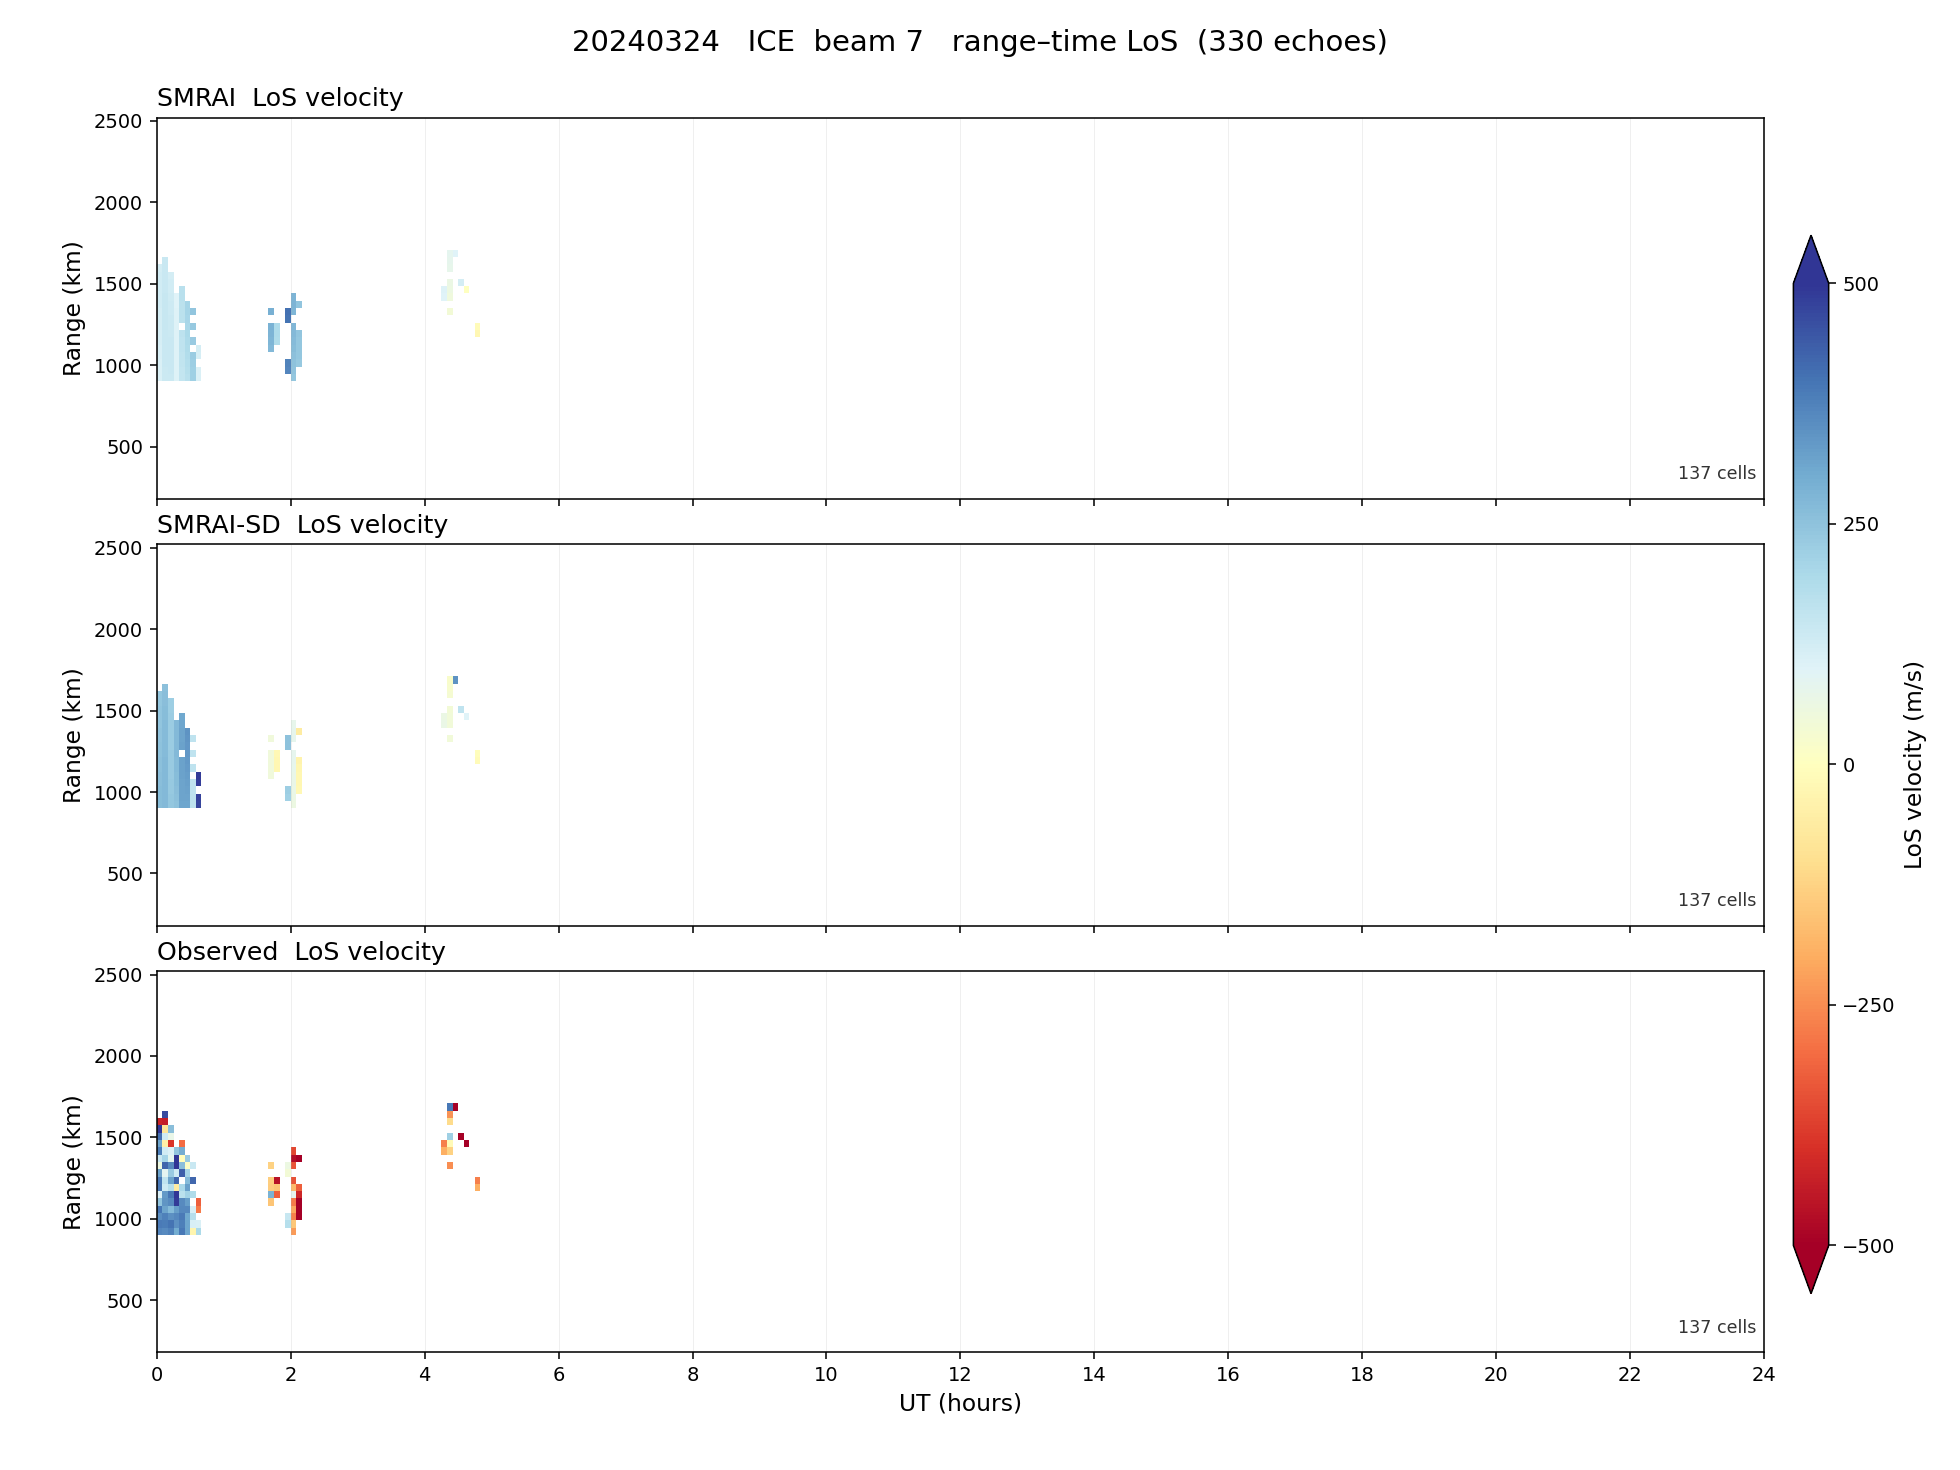 20240324 ICE beam 7 range–time LoS (330 echoes)
SMRAI LoS velocity
2500
2000
1500
1000
500
Range (km)
137 cells
SMRAI-SD LoS velocity
2500
2000
1500
1000
500
Range (km)
137 cells
Observed LoS velocity
2500
2000
1500
1000
500
Range (km)
137 cells
0 2 4 6 8 10 12 14 16 18 20 22 24
UT (hours)
500
250
0
−250
−500
LoS velocity (m/s)